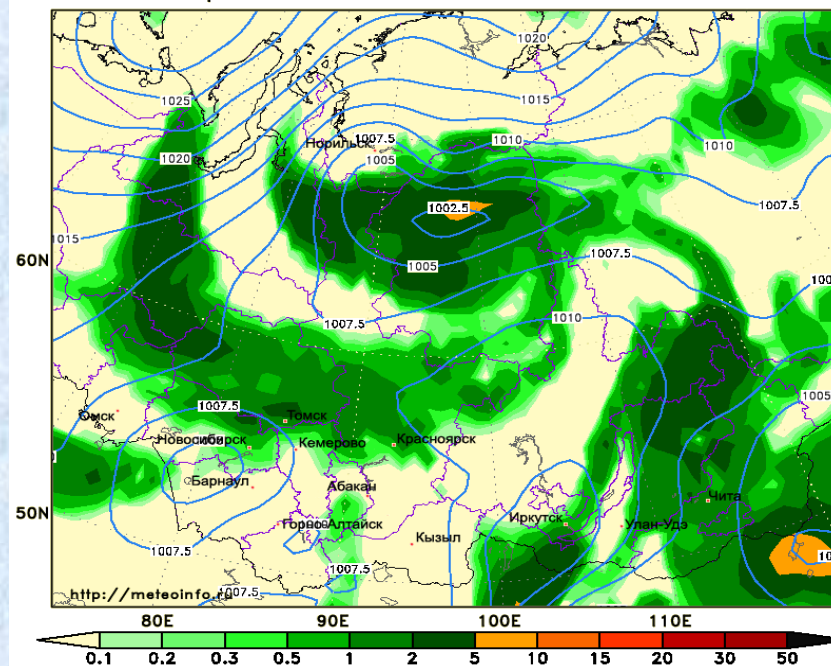 1020
1025
1015
1007.5
1010
Норильск
1005
1010
1020
1002.5
1007.5
1015
60N
1005
1007.5
1007.5
1010
1005
1007.5
Омск
Томск
Новосибирск
Кемерово
Красноярск
Барнаул
Абакан
Чита
50N
Горно-Алтайск
Иркутск
Улан-Удэ
Кызыл
1007.5
1007.5
http://meteoinfo.ru
1007.5
80E 90E 100E 110E
0.1 0.2 0.3 0.5 1 2 5 10 15 20 30 50